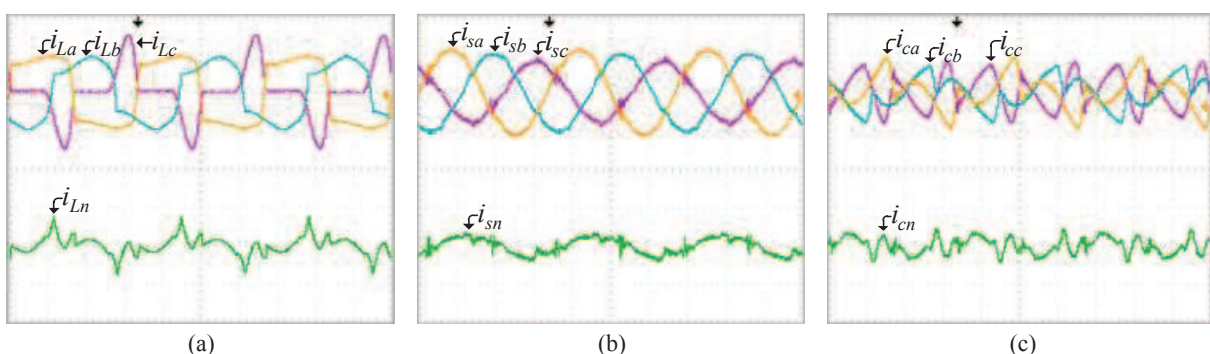 i_La i_Lb i_Lc
i_Ln
(a)
i_sa i_sb i_sc
i_sn
(b)
i_ca i_cb i_cc
i_cn
(c)